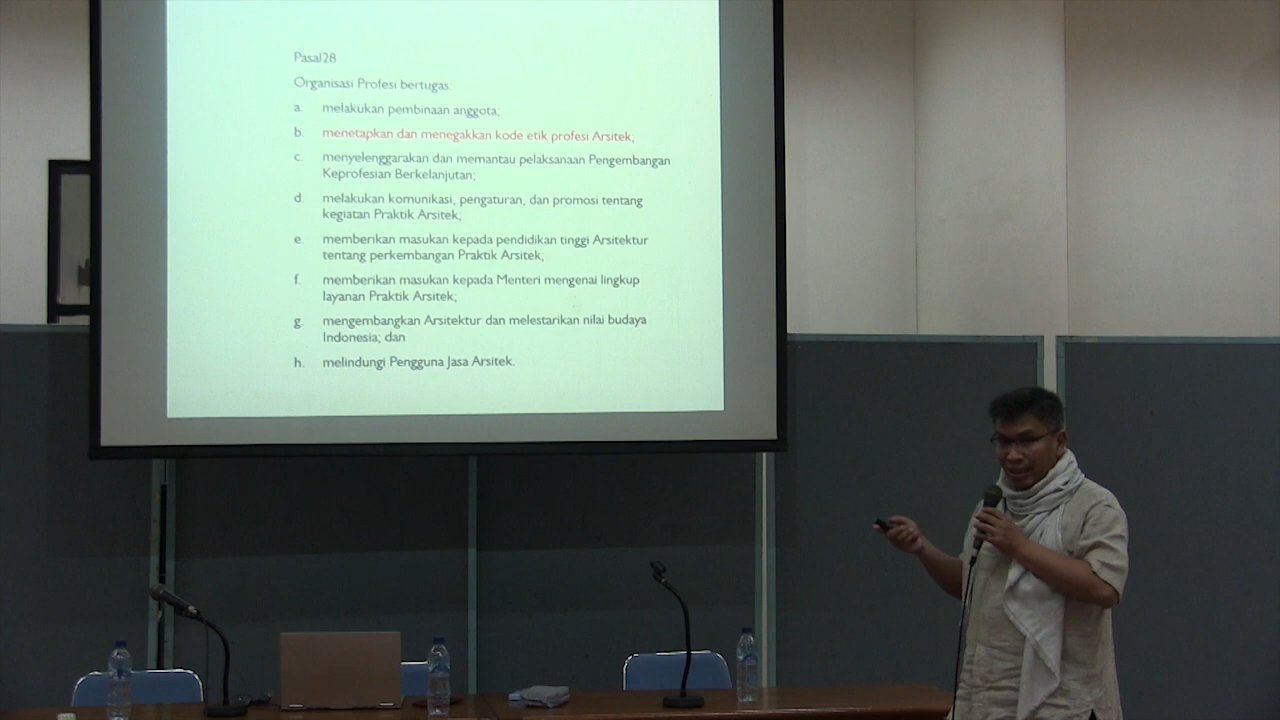 Pasal28
Organisasi Profesi bertugas:
a. melakukan pembinaan anggota;
b. menetapkan dan menegakkan kode etik profesi Arsitek;
c. menyelenggarakan dan memantau pelaksanaan Pengembangan
Keprofesian Berkelanjutan;
d. melakukan komunikasi, pengaturan, dan promosi tentang
kegiatan Praktik Arsitek;
e. memberikan masukan kepada pendidikan tinggi Arsitektur
tentang perkembangan Praktik Arsitek;
f. memberikan masukan kepada Menteri mengenai lingkup
layanan Praktik Arsitek;
g. mengembangkan Arsitektur dan melestarikan nilai budaya
Indonesia; dan
h. melindungi Pengguna Jasa Arsitek.